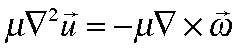 μ∇²u⃗ = −μ∇ × ω⃗